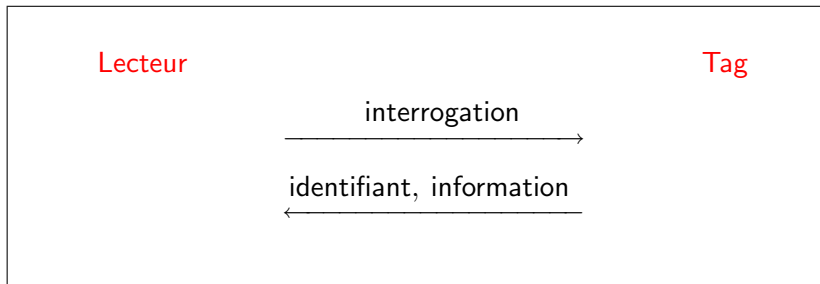 Lecteur Tag
interrogation
identifiant, information